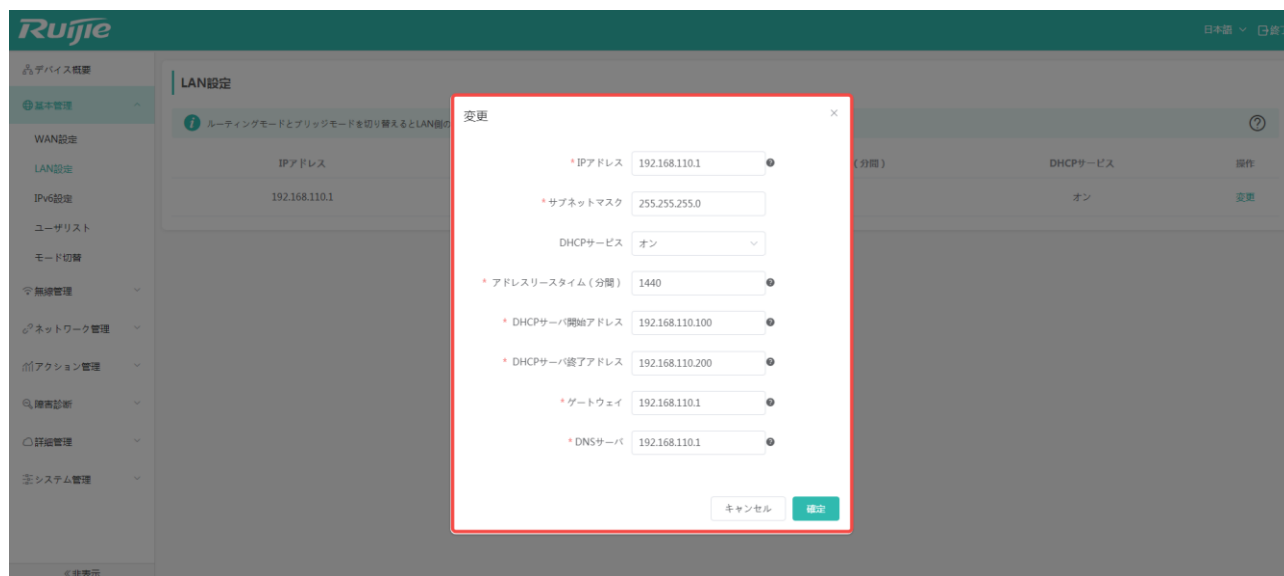 Ruijie
日本語
デバイス概要
基本管理
WAN設定
LAN設定
IPv6設定
ユーザリスト
モード切替
無線管理
ネットワーク管理
アクション管理
障害診断
詳細管理
システム管理
非表示
LAN設定
ルーティングモードとブリッジモードを切り替えるとLAN側の
IPアドレス
(分間)
DHCPサービス
操作
192.168.110.1
オン
変更
変更
* IPアドレス 192.168.110.1
* サブネットマスク 255.255.255.0
DHCPサービス オン
* アドレスリースタイム(分間) 1440
* DHCPサーバ開始アドレス 192.168.110.100
* DHCPサーバ終了アドレス 192.168.110.200
* ゲートウェイ 192.168.110.1
* DNSサーバ 192.168.110.1
キャンセル
確定